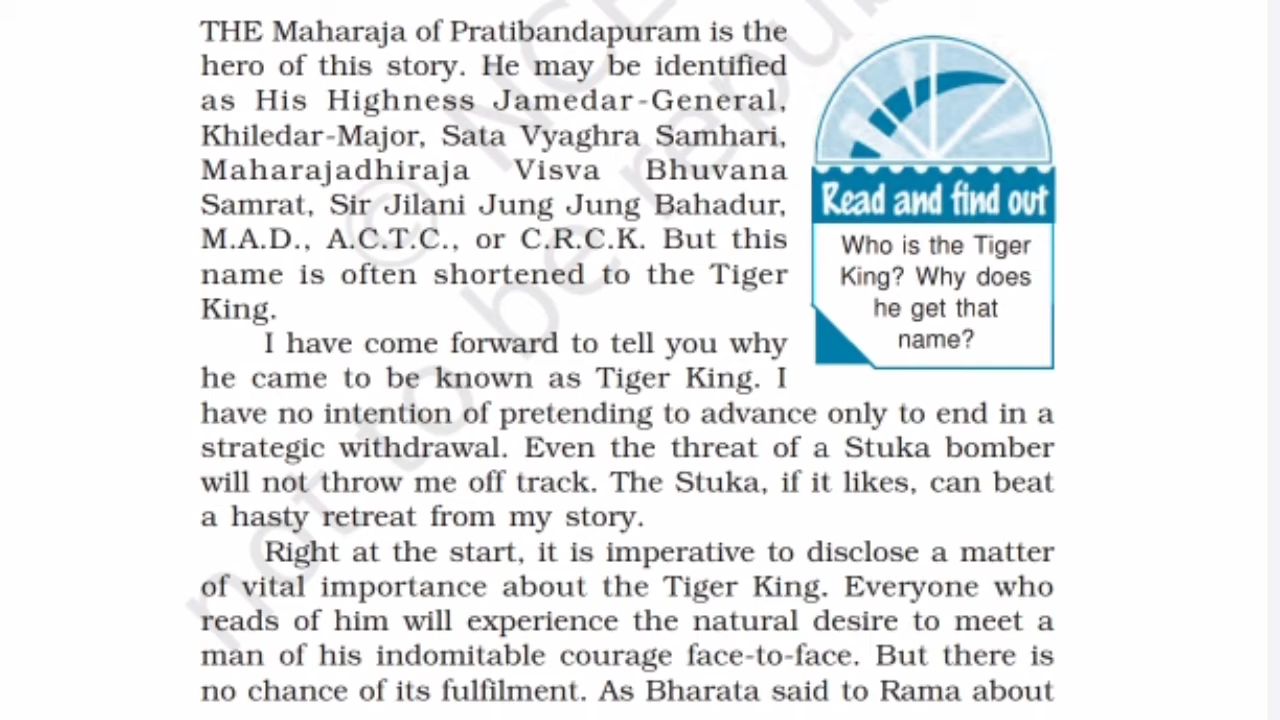 THE Maharaja of Pratibandapuram is the
hero of this story. He may be identified
as His Highness Jamedar-General,
Khiledar-Major, Sata Vyaghra Samhari,
Maharajadhiraja Visva Bhuvana
Samrat, Sir Jilani Jung Jung Bahadur,
M.A.D., A.C.T.C., or C.R.C.K. But this
name is often shortened to the Tiger
King.
I have come forward to tell you why
he came to be known as Tiger King. I
have no intention of pretending to advance only to end in a
strategic withdrawal. Even the threat of a Stuka bomber
will not throw me off track. The Stuka, if it likes, can beat
a hasty retreat from my story.
Right at the start, it is imperative to disclose a matter
of vital importance about the Tiger King. Everyone who
reads of him will experience the natural desire to meet a
man of his indomitable courage face-to-face. But there is
no chance of its fulfilment. As Bharata said to Rama about
Read and find out
Who is the Tiger
King? Why does
he get that
name?
© NCE
not to be republ